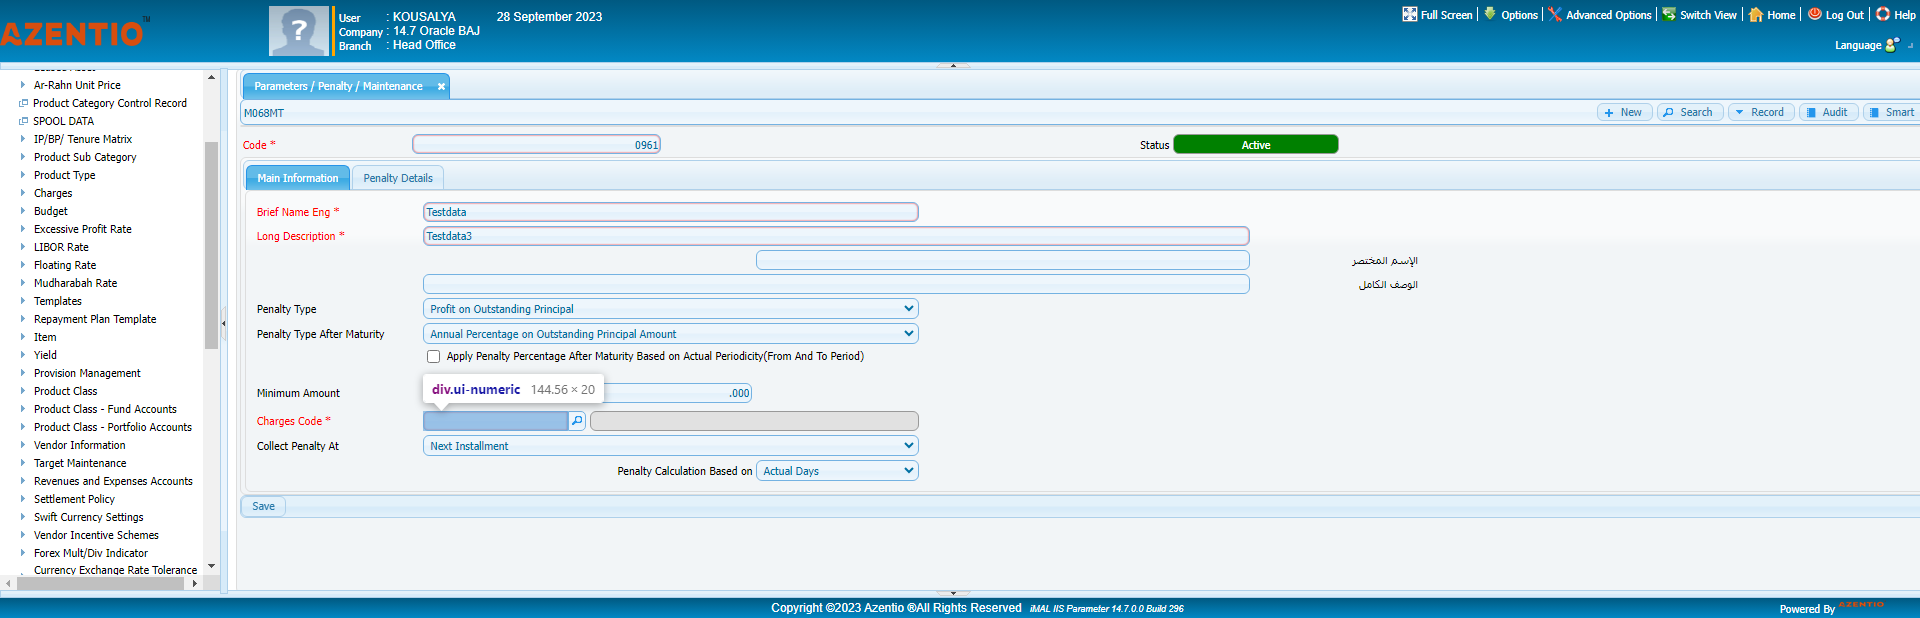 AZENTIO™
User : KOUSALYA 28 September 2023
Company : 14.7 Oracle BAJ
Branch : Head Office
Full Screen Options Advanced Options Switch View Home Log Out Help
Language
Ar-Rahn Unit Price
Product Category Control Record
SPOOL DATA
IP/BP/ Tenure Matrix
Product Sub Category
Product Type
Charges
Budget
Excessive Profit Rate
LIBOR Rate
Floating Rate
Mudharabah Rate
Templates
Repayment Plan Template
Item
Yield
Provision Management
Product Class
Product Class - Fund Accounts
Product Class - Portfolio Accounts
Vendor Information
Target Maintenance
Revenues and Expenses Accounts
Settlement Policy
Swift Currency Settings
Vendor Incentive Schemes
Forex Mult/Div Indicator
Currency Exchange Rate Tolerance
Parameters / Penalty / Maintenance
M068MT
New Search Record Audit Smart
Code * 0961 Status Active
Main Information Penalty Details
Brief Name Eng * Testdata
Long Description * Testdata3
الإسم المختصر
الوصف الكامل
Penalty Type Profit on Outstanding Principal
Penalty Type After Maturity Annual Percentage on Outstanding Principal Amount
Apply Penalty Percentage After Maturity Based on Actual Periodicity(From And To Period)
div.ui-numeric 144.56 × 20
Minimum Amount .000
Charges Code *
Collect Penalty At Next Installment
Penalty Calculation Based on Actual Days
Save
Copyright ©2023 Azentio ®All Rights Reserved iMAL IIS Parameter 14.7.0.0 Build 296
Powered By AZENTIO